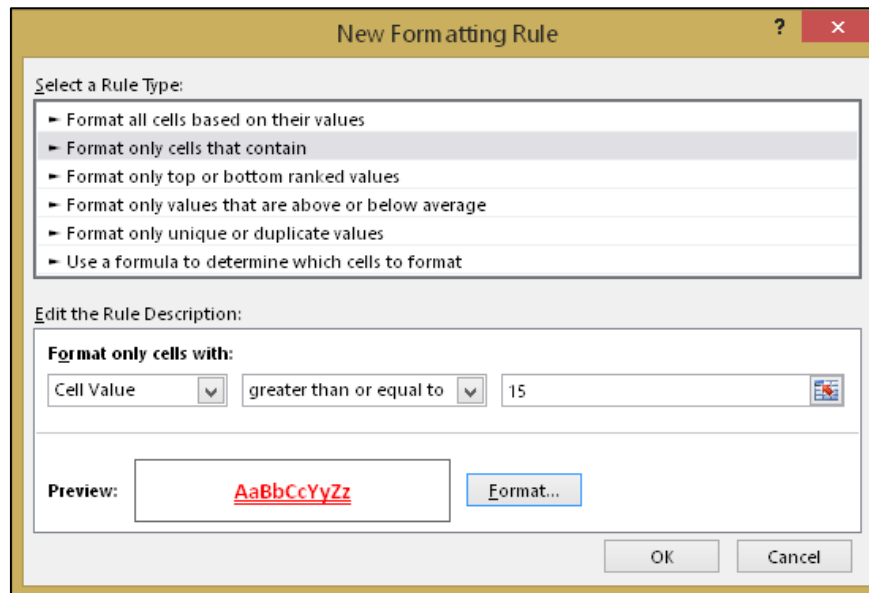 New Formatting Rule ?
Select a Rule Type:
► Format all cells based on their values
► Format only cells that contain
► Format only top or bottom ranked values
► Format only values that are above or below average
► Format only unique or duplicate values
► Use a formula to determine which cells to format
Edit the Rule Description:
Format only cells with:
Cell Value greater than or equal to 15
Preview: AaBbCcYyZz Format...
OK Cancel